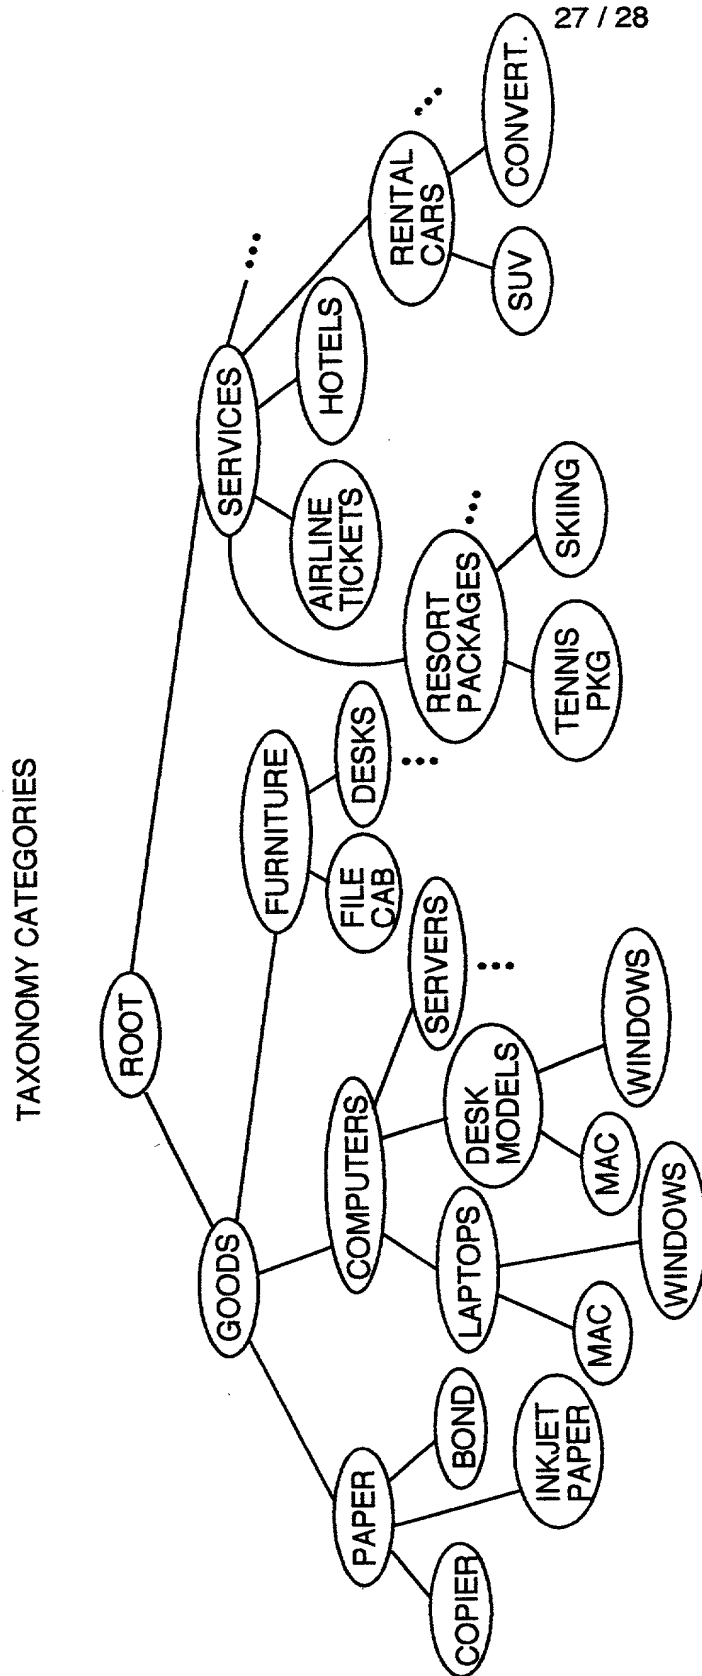 27 / 28
TAXONOMY CATEGORIES
ROOT
GOODS
SERVICES
PAPER
COMPUTERS
FURNITURE
AIRLINE
TICKETS
HOTELS
RENTAL
CARS
COPIER
INKJET
PAPER
BOND
LAPTOPS
DESK
MODELS
SERVERS
FILE
CAB
DESKS
RESORT
PACKAGES
SUV
CONVERT.
MAC
WINDOWS
MAC
WINDOWS
TENNIS
PKG
SKIING